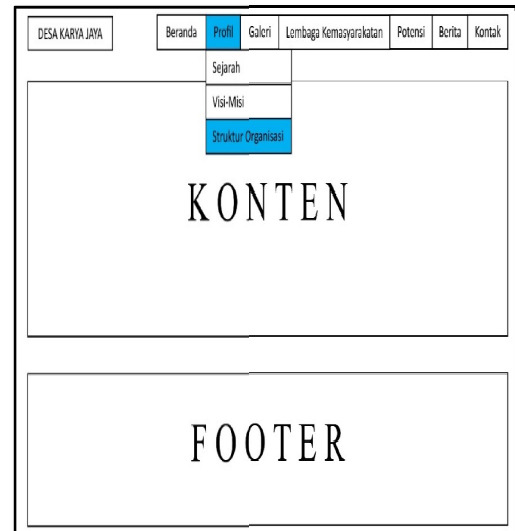 DESA KARYA JAYA Beranda Profil Galeri Lembaga Kemasyarakatan Potensi Berita Kontak
Sejarah
Visi-Misi
Struktur Organisasi
KONTEN
FOOTER